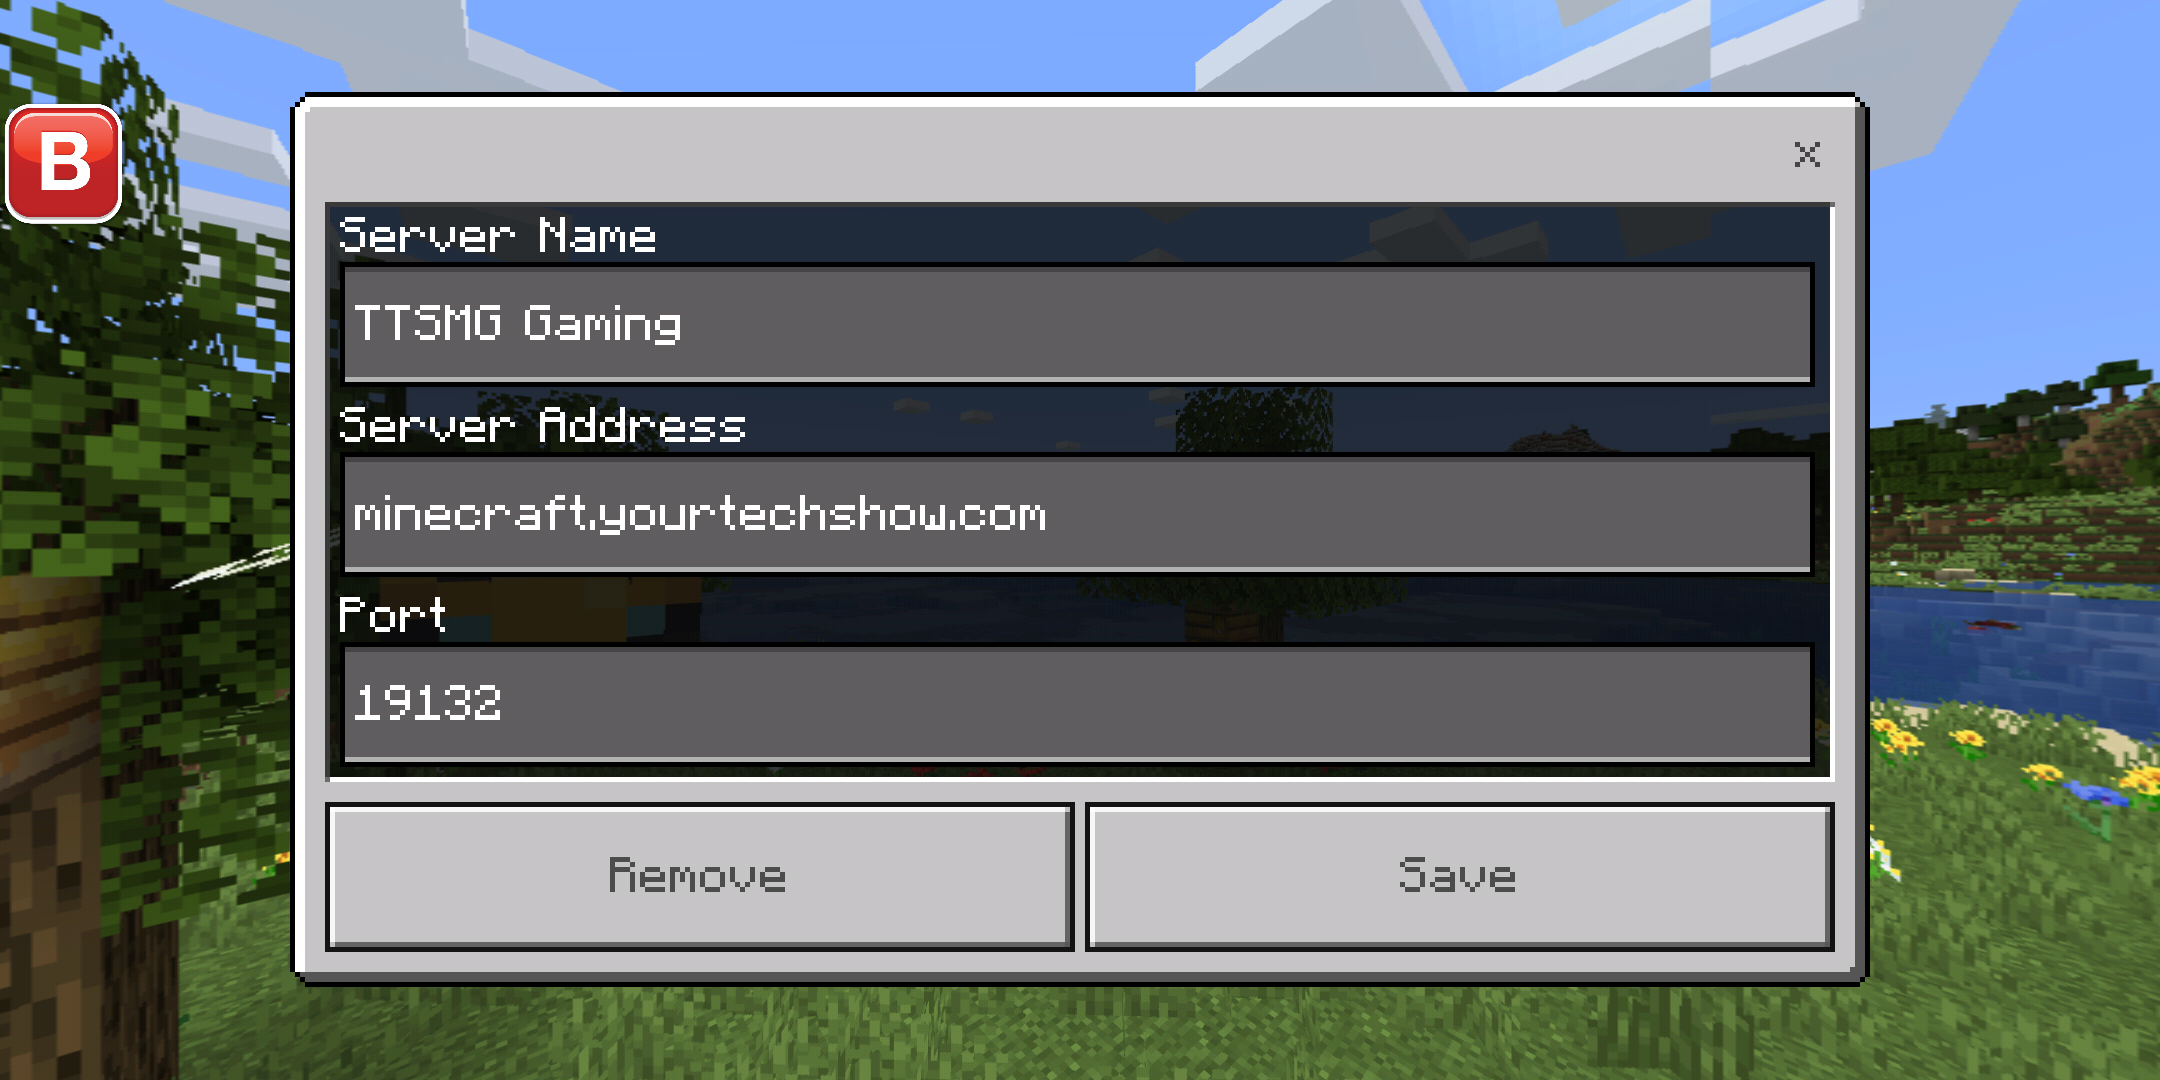 B
Server Name
TTSMG Gaming
Server Address
minecraft.yourtechshow.com
Port
19132
Remove
Save